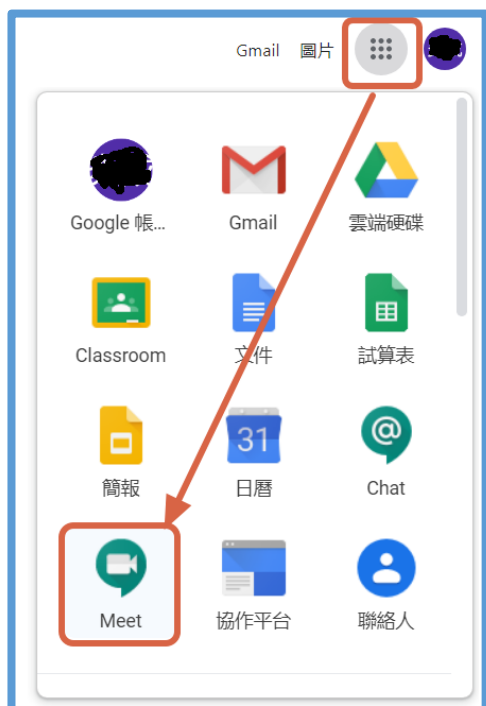 Gmail 圖片
Google 帳... Gmail 雲端硬碟
Classroom 文件 試算表
31 @
簡報 日曆 Chat
Meet 協作平台 聯絡人